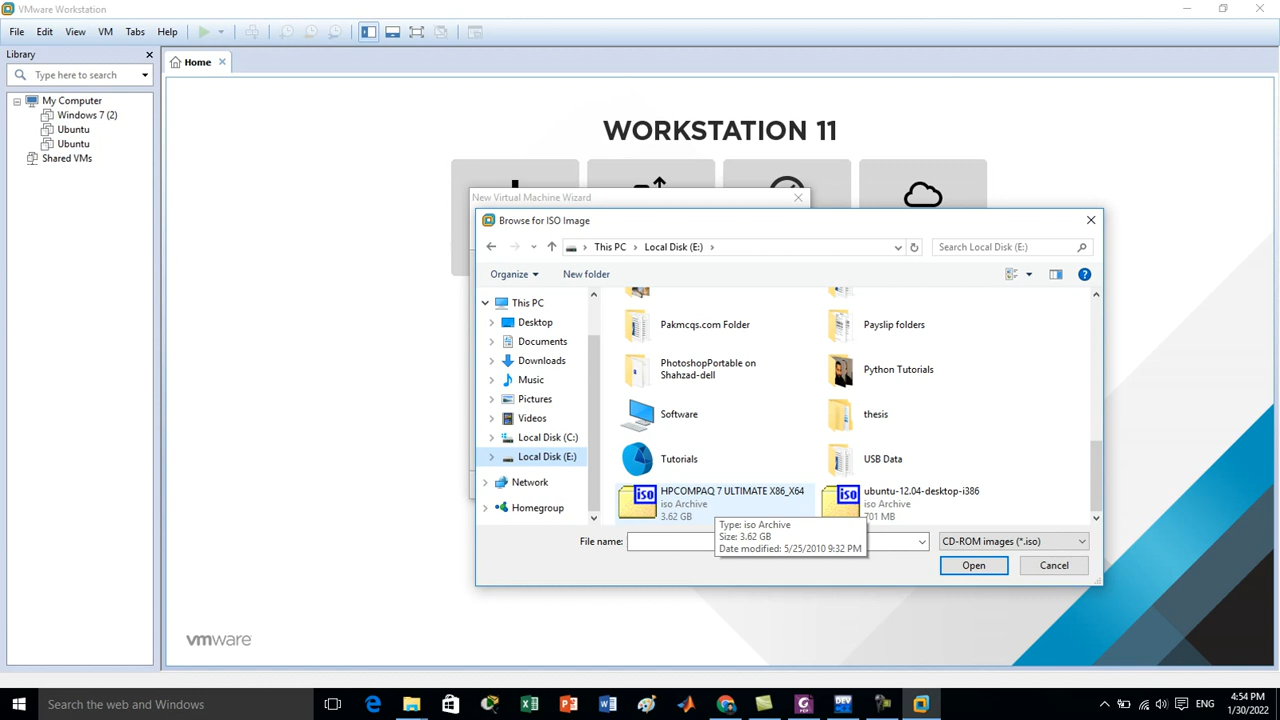 VMware Workstation
File Edit View VM Tabs Help
Library
Type here to search
My Computer
Windows 7 (2)
Ubuntu
Ubuntu
Shared VMs
Home
WORKSTATION 11
New Virtual Machine Wizard
Browse for ISO Image
This PC > Local Disk (E:) >
Search Local Disk (E:)
Organize
New folder
This PC
Desktop
Documents
Downloads
Music
Pictures
Videos
Local Disk (C:)
Local Disk (E:)
Network
Homegroup
Pakmcqs.com Folder
Payslip folders
PhotoshopPortable on
Shahzad-dell
Python Tutorials
Software
thesis
Tutorials
USB Data
iso
HPCOMPAQ 7 ULTIMATE X86_X64
iso Archive
3.62 GB
iso
ubuntu-12.04-desktop-i386
iso Archive
701 MB
Type: iso Archive
Size: 3.62 GB
Date modified: 5/25/2010 9:32 PM
File name:
CD-ROM images (*.iso)
Open
Cancel
vmware
Search the web and Windows
ENG
4:54 PM
1/30/2022